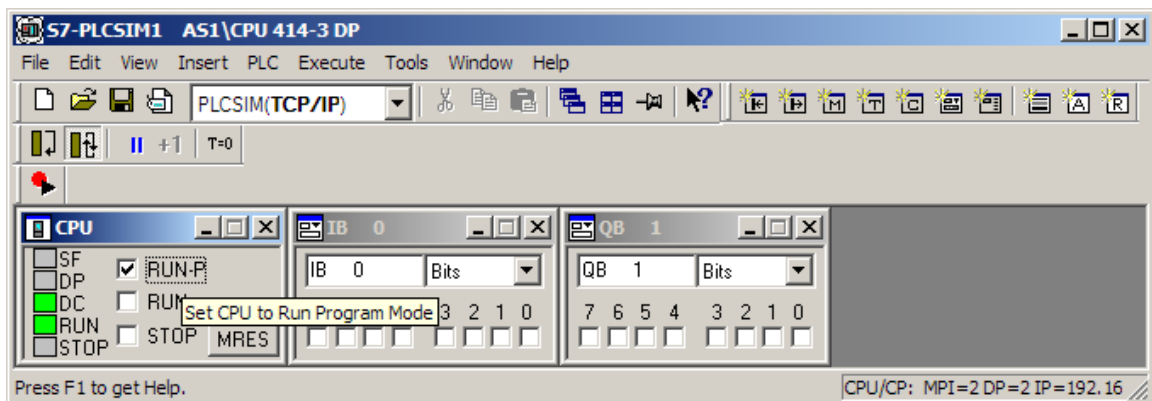 S7-PLCSIM1 AS1\CPU 414-3 DP
File Edit View Insert PLC Execute Tools Window Help
PLCSIM(TCP/IP)
+1 T=0
CPU IB 0 QB 1
SF
DP
DC
RUN
STOP
RUN-P
RUN
STOP MRES
Set CPU to Run Program Mode
IB 0 Bits
3 2 1 0
QB 1 Bits
7 6 5 4 3 2 1 0
Press F1 to get Help.
CPU/CP: MPI=2 DP=2 IP=192.16